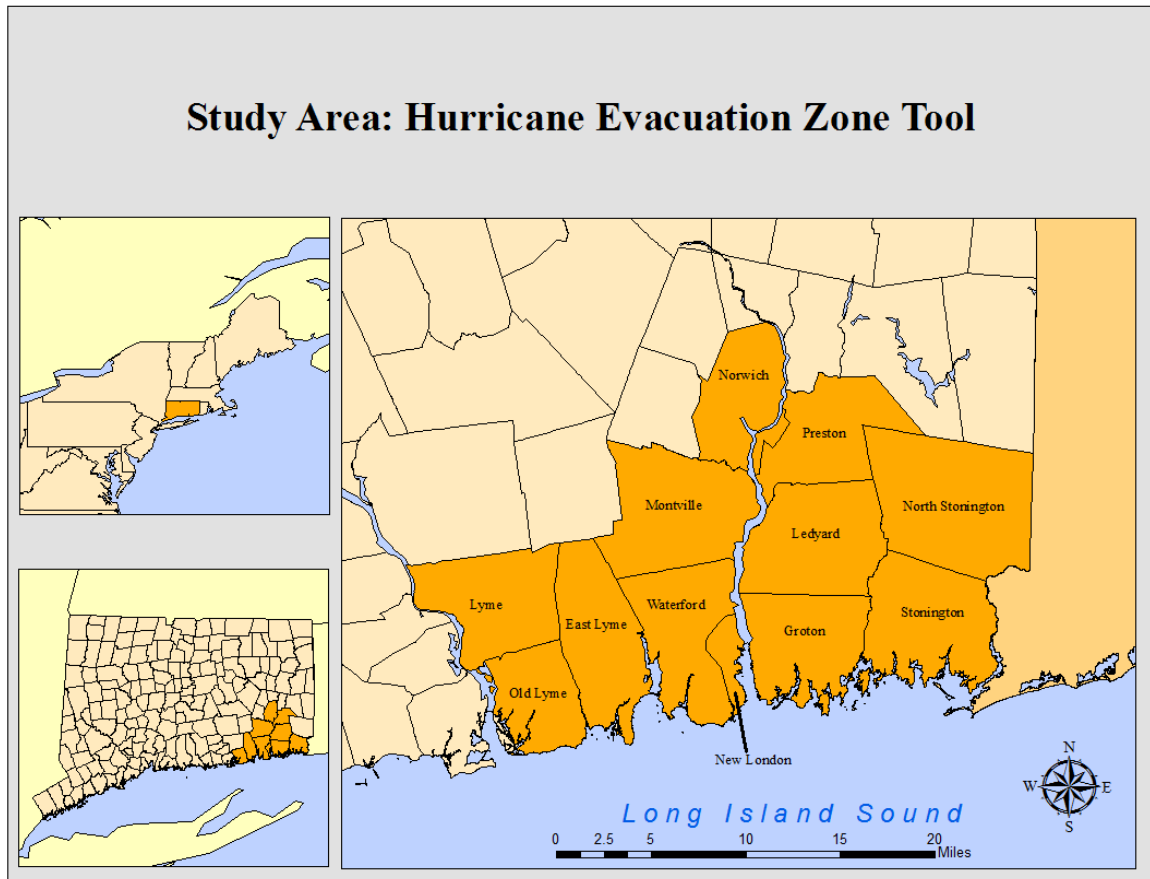 Study Area: Hurricane Evacuation Zone Tool
Norwich
Preston
Montville
North Stonington
Ledyard
Lyme
Waterford
East Lyme
Stonington
Groton
Old Lyme
New London
N
W
E
S
Long Island Sound
0 2.5 5 10 15 20
Miles